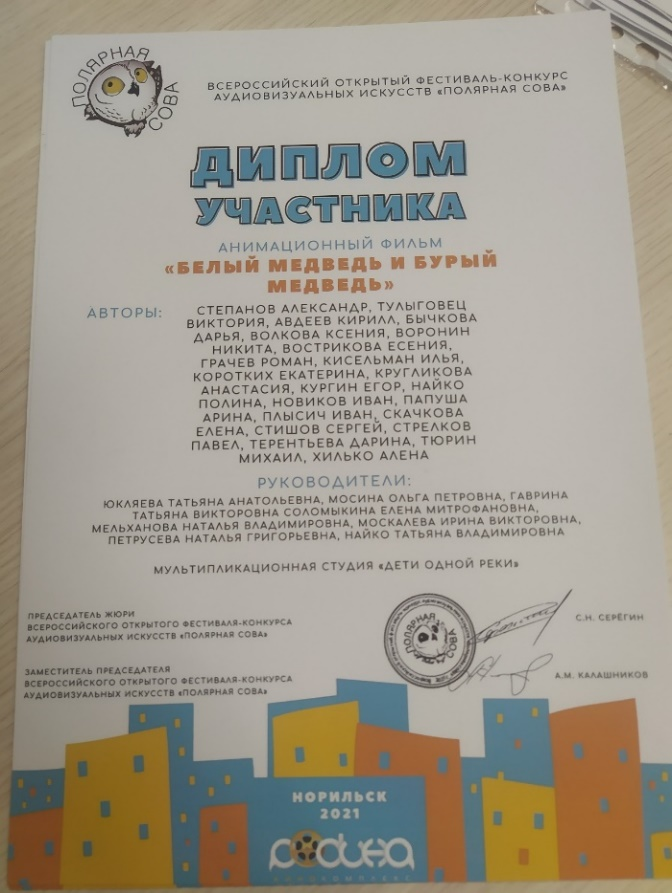 ПОЛЯРНАЯ
СОВА
ВСЕРОССИЙСКИЙ ОТКРЫТЫЙ ФЕСТИВАЛЬ-КОНКУРС
АУДИОВИЗУАЛЬНЫХ ИСКУССТВ «ПОЛЯРНАЯ СОВА»
ДИПЛОМ
УЧАСТНИКА
АНИМАЦИОННЫЙ ФИЛЬМ
«БЕЛЫЙ МЕДВЕДЬ И БУРЫЙ
МЕДВЕДЬ»
АВТОРЫ: СТЕПАНОВ АЛЕКСАНДР, ТУЛЫГОВЕЦ
ВИКТОРИЯ, АВДЕЕВ КИРИЛЛ, БЫЧКОВА
ДАРЬЯ, ВОЛКОВА КСЕНИЯ, ВОРОНИН
НИКИТА, ВОСТРИКОВА ЕСЕНИЯ,
ГРАЧЕВ РОМАН, КИСЕЛЬМАН ИЛЬЯ,
КОРОТКИХ ЕКАТЕРИНА, КРУГЛИКОВА
АНАСТАСИЯ, КУРГИН ЕГОР, НАЙКО
ПОЛИНА, НОВИКОВ ИВАН, ПАПУША
АРИНА, ПЛЫСИЧ ИВАН, СКАЧКОВА
ЕЛЕНА, СТИШОВ СЕРГЕЙ, СТРЕЛКОВ
ПАВЕЛ, ТЕРЕНТЬЕВА ДАРИНА, ТЮРИН
МИХАИЛ, ХИЛЬКО АЛЕНА
РУКОВОДИТЕЛИ:
ЮКЛЯЕВА ТАТЬЯНА АНАТОЛЬЕВНА, МОСИНА ОЛЬГА ПЕТРОВНА, ГАВРИНА
ТАТЬЯНА ВИКТОРОВНА СОЛОМЫКИНА ЕЛЕНА МИТРОФАНОВНА,
МЕЛЬХАНОВА НАТАЛЬЯ ВЛАДИМИРОВНА, МОСКАЛЕВА ИРИНА ВИКТОРОВНА,
ПЕТРУСЕВА НАТАЛЬЯ ГРИГОРЬЕВНА, НАЙКО ТАТЬЯНА ВЛАДИМИРОВНА
МУЛЬТИПЛИКАЦИОННАЯ СТУДИЯ «ДЕТИ ОДНОЙ РЕКИ»
ПРЕДСЕДАТЕЛЬ ЖЮРИ
ВСЕРОССИЙСКОГО ОТКРЫТОГО ФЕСТИВАЛЯ-КОНКУРСА
АУДИОВИЗУАЛЬНЫХ ИСКУССТВ «ПОЛЯРНАЯ СОВА»
С.Н. СЕРЁГИН
ПОЛЯРНАЯ
СОВА
ЗАМЕСТИТЕЛЬ ПРЕДСЕДАТЕЛЯ
ВСЕРОССИЙСКОГО ОТКРЫТОГО ФЕСТИВАЛЯ-КОНКУРСА
АУДИОВИЗУАЛЬНЫХ ИСКУССТВ «ПОЛЯРНАЯ СОВА»
А.М. КАЛАШНИКОВ
НОРИЛЬСК
2021
РОДИНА
КИНОКОМПЛЕКС